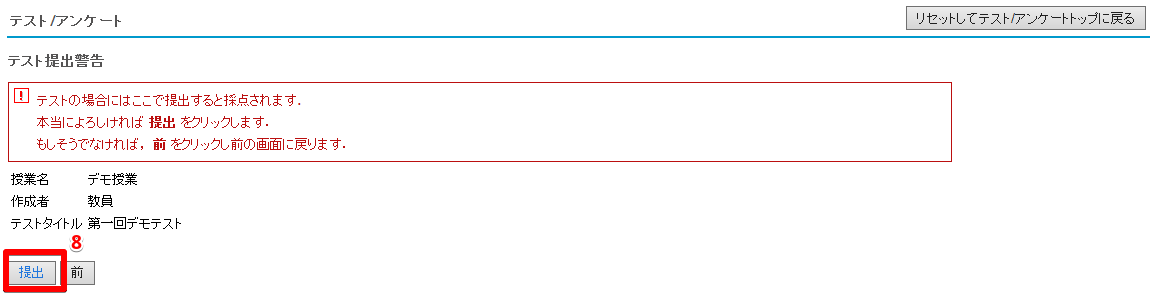 テスト/アンケート
リセットしてテスト/アンケートトップに戻る
テスト提出警告
! テストの場合にはここで提出すると採点されます．
本当によろしければ 提出 をクリックします．
もしそうでなければ，前 をクリックし前の画面に戻ります．
授業名 デモ授業
作成者 教員
テストタイトル 第一回デモテスト
8
提出 前